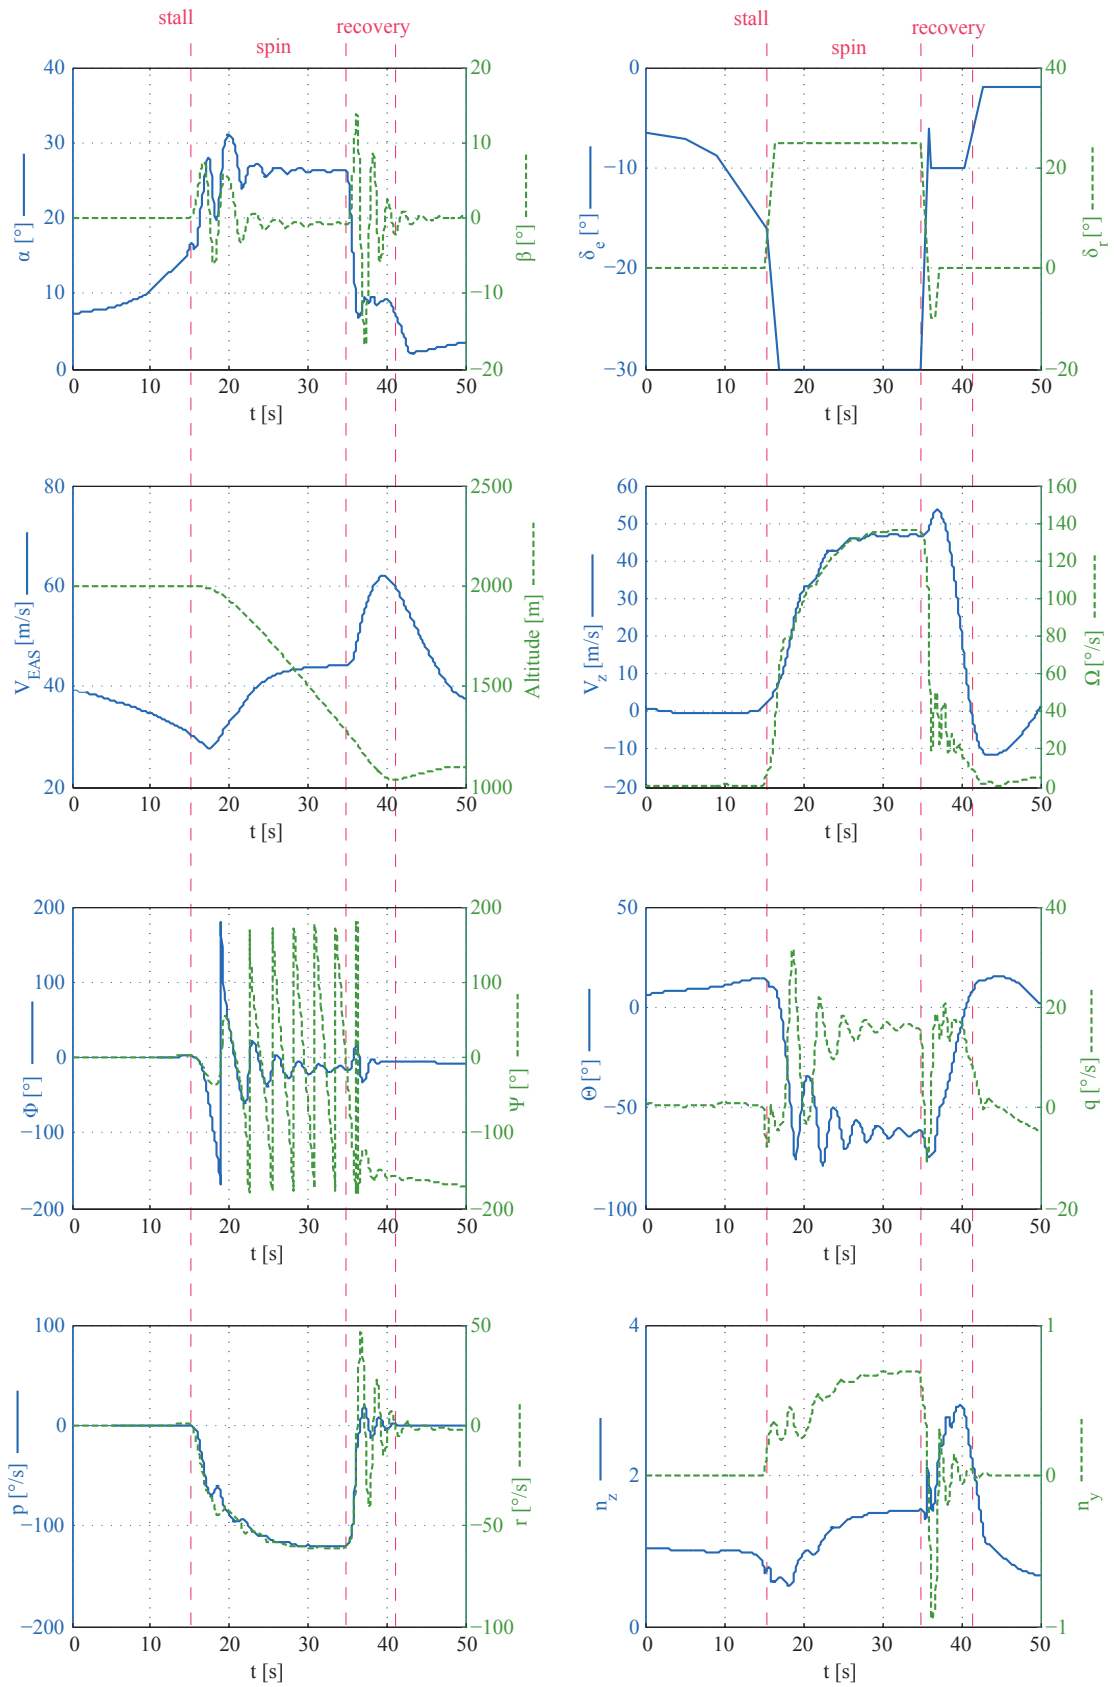 stall
spin
recovery
stall
spin
recovery
40 30 20 10 0
α [°]
20 10 0 −10 −20
β [°]
0 10 20 30 40 50
t [s]
0 −10 −20 −30
δe [°]
40 20 0 −20
δr [°]
0 10 20 30 40 50
t [s]
80 60 40 20
VEAS [m/s]
2500 2000 1500 1000
Altitude [m]
0 10 20 30 40 50
t [s]
60 50 40 30 20 10 0 −10 −20
Vz [m/s]
160 140 120 100 80 60 40 20 0
Ω [°/s]
0 10 20 30 40 50
t [s]
200 100 0 −100 −200
Φ [°]
200 100 0 −100 −200
Ψ [°]
0 10 20 30 40 50
t [s]
50 0 −50 −100
Θ [°]
40 20 0 −20
q [°/s]
0 10 20 30 40 50
t [s]
100 0 −100 −200
p [°/s]
50 0 −50 −100
r [°/s]
0 10 20 30 40 50
t [s]
4 2 0
nz
1 0 −1
ny
0 10 20 30 40 50
t [s]